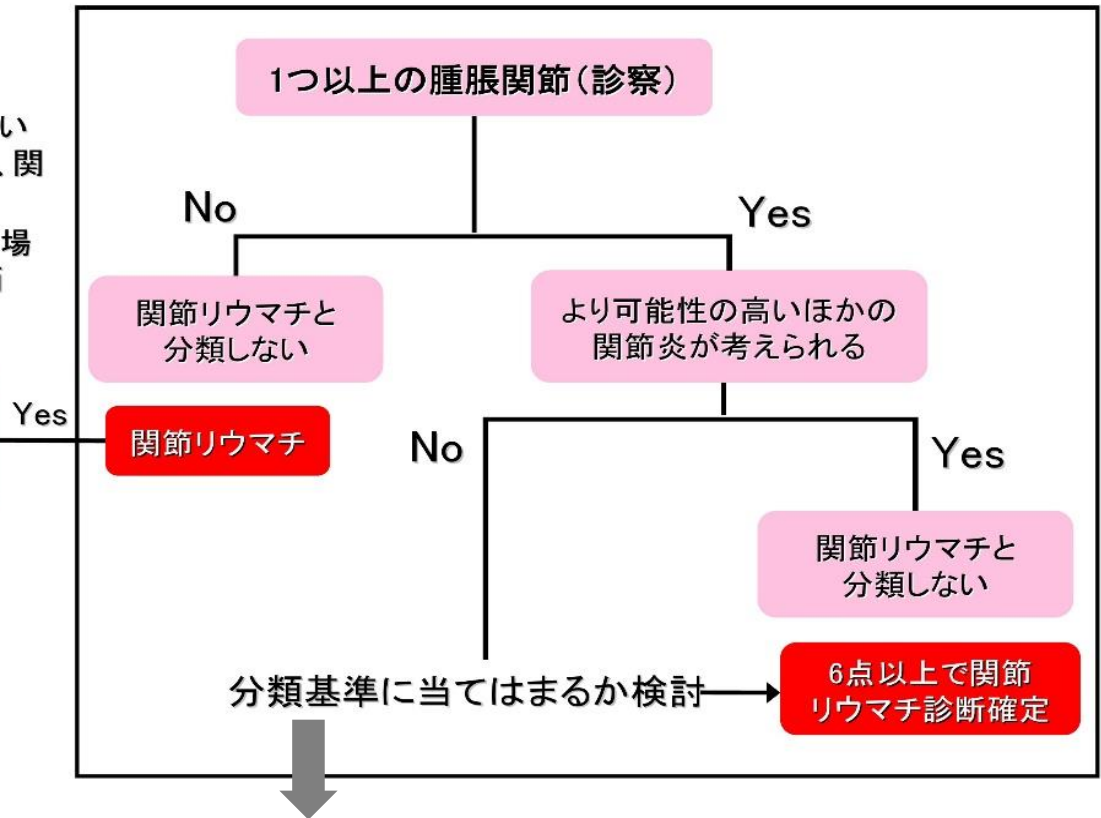 1つ以上の腫脹関節（診察）
い
、関
場
No
Yes
関節リウマチと
分類しない
より可能性の高いほかの
関節炎が考えられる
Yes
関節リウマチ
No
Yes
関節リウマチと
分類しない
分類基準に当てはまるか検討
6点以上で関節
リウマチ診断確定